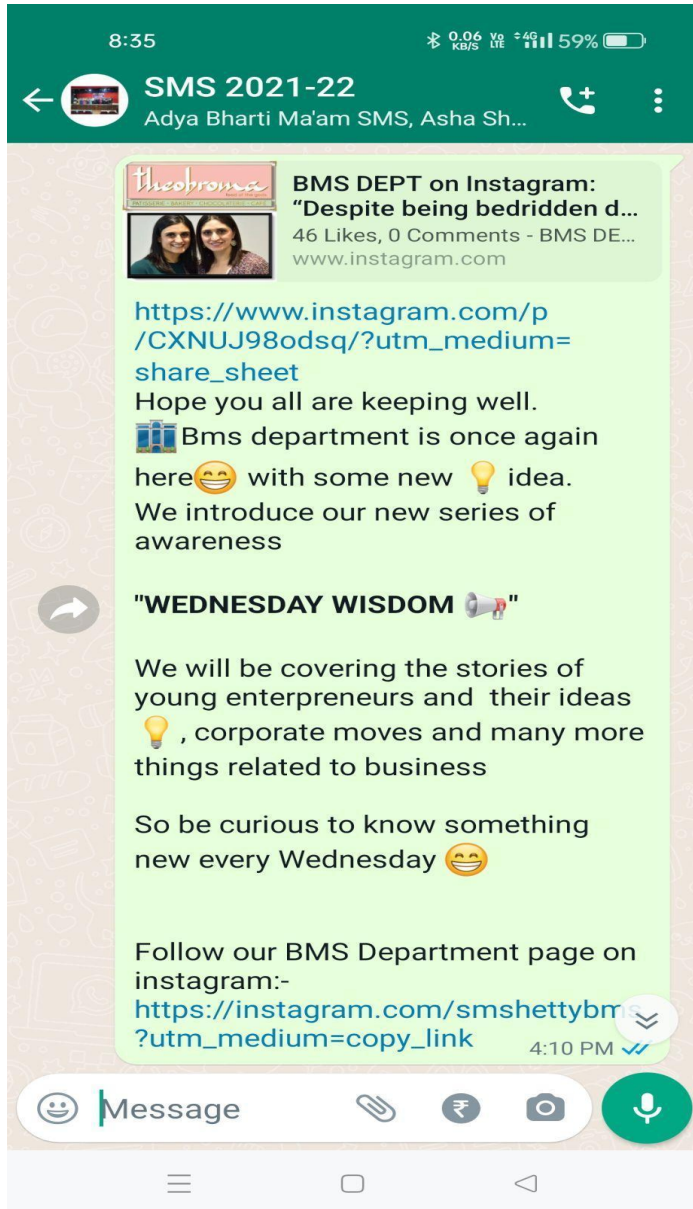 8:35
0.06 KB/S Vo LTE 4G 59%
SMS 2021-22
Adya Bharti Ma'am SMS, Asha Sh...
theobroma
PATISSERIE - BAKERY - CHOCOLATERIE - CAFE
BMS DEPT on Instagram:
“Despite being bedridden d...
46 Likes, 0 Comments - BMS DE...
www.instagram.com
https://www.instagram.com/p
/CXNUJ98odsq/?utm_medium=
share_sheet
Hope you all are keeping well.
🏢Bms department is once again
here😁 with some new 💡 idea.
We introduce our new series of
awareness
"WEDNESDAY WISDOM 📢"
We will be covering the stories of
young enterpreneurs and their ideas
💡 , corporate moves and many more
things related to business
So be curious to know something
new every Wednesday 😁
Follow our BMS Department page on
instagram:-
https://instagram.com/smshettybms
?utm_medium=copy_link
4:10 PM
Message
₹